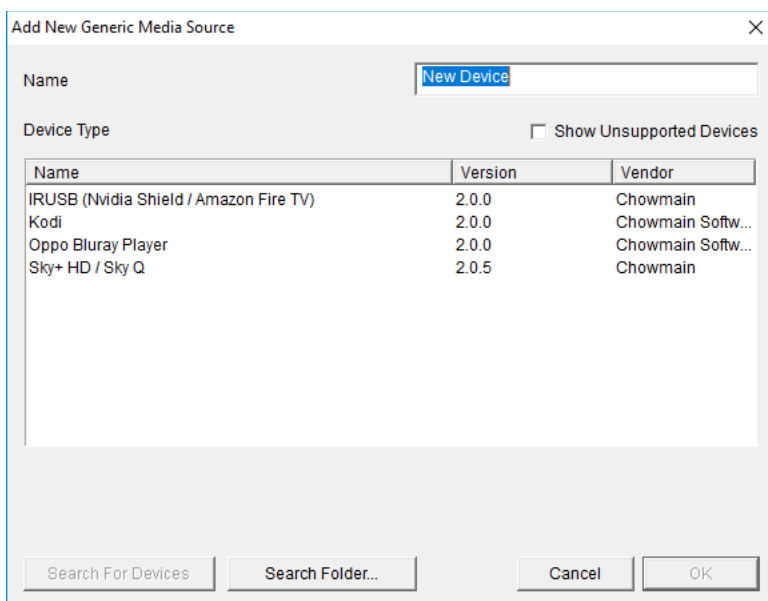 Add New Generic Media Source
Name New Device
Device Type Show Unsupported Devices
Name Version Vendor
IRUSB (Nvidia Shield / Amazon Fire TV) 2.0.0 Chowmain
Kodi 2.0.0 Chowmain Softw...
Oppo Bluray Player 2.0.0 Chowmain Softw...
Sky+ HD / Sky Q 2.0.5 Chowmain
Search For Devices Search Folder... Cancel OK